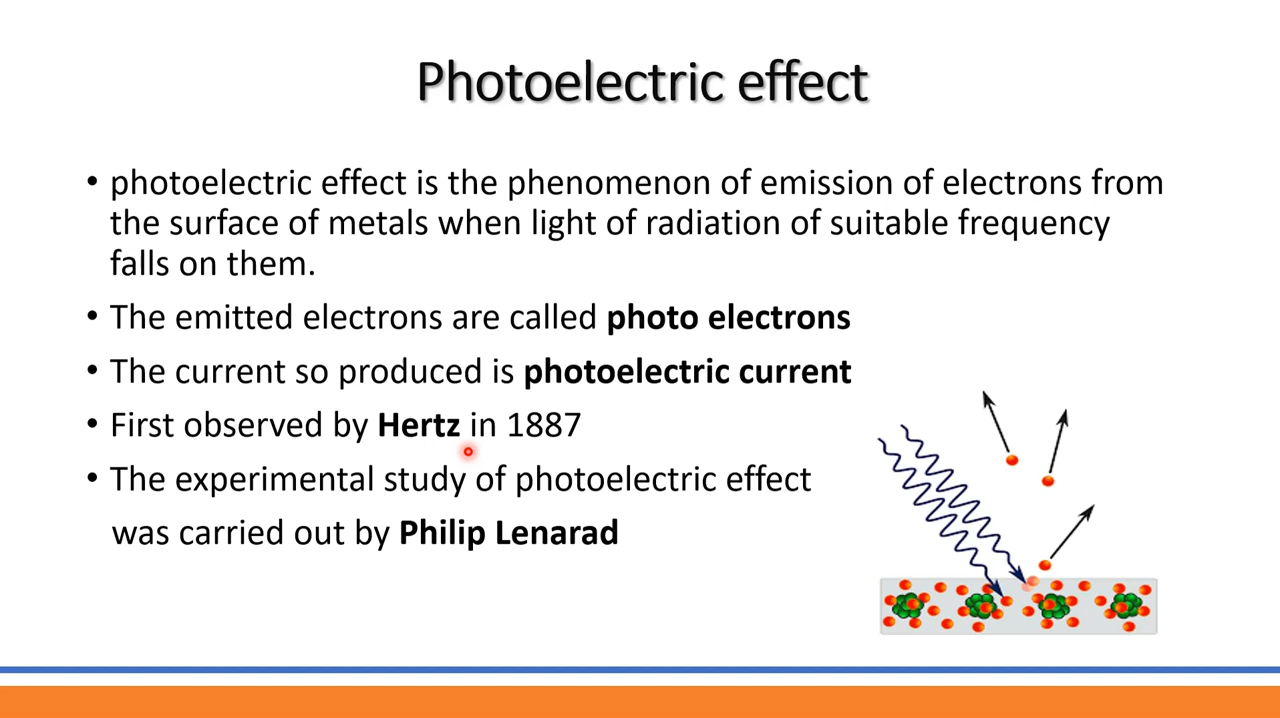 Photoelectric effect
• photoelectric effect is the phenomenon of emission of electrons from
the surface of metals when light of radiation of suitable frequency
falls on them.
• The emitted electrons are called photo electrons
• The current so produced is photoelectric current
• First observed by Hertz in 1887
• The experimental study of photoelectric effect
was carried out by Philip Lenarad